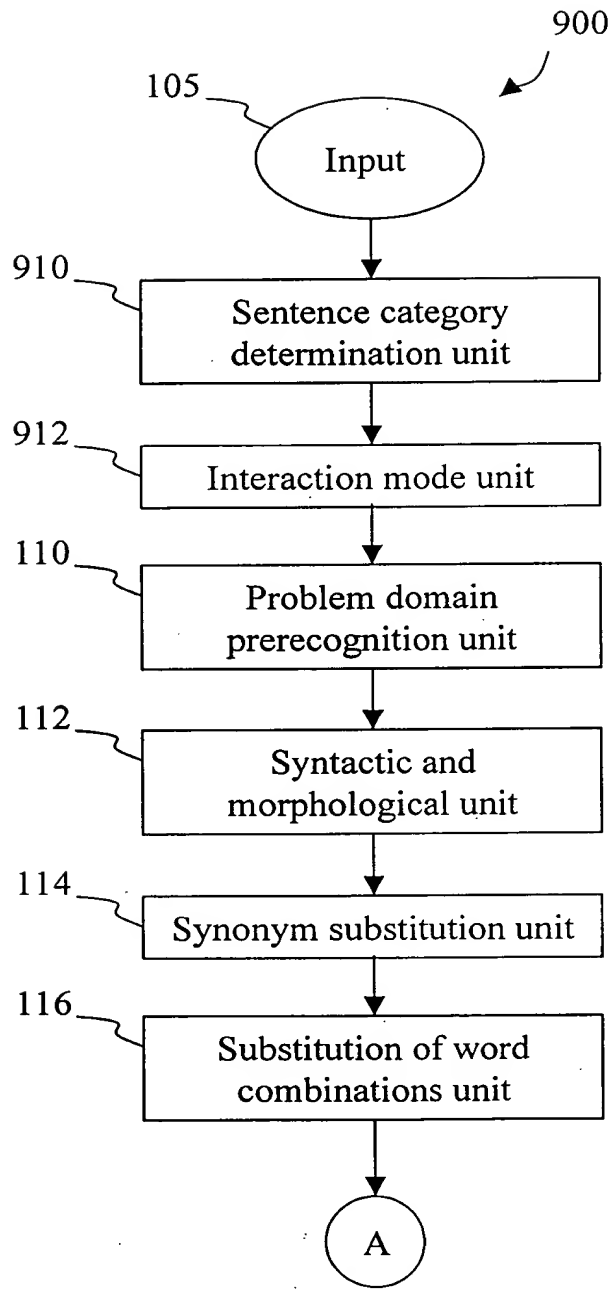 900
105
Input
910
Sentence category
determination unit
912
Interaction mode unit
110
Problem domain
prerecognition unit
112
Syntactic and
morphological unit
114
Synonym substitution unit
116
Substitution of word
combinations unit
A